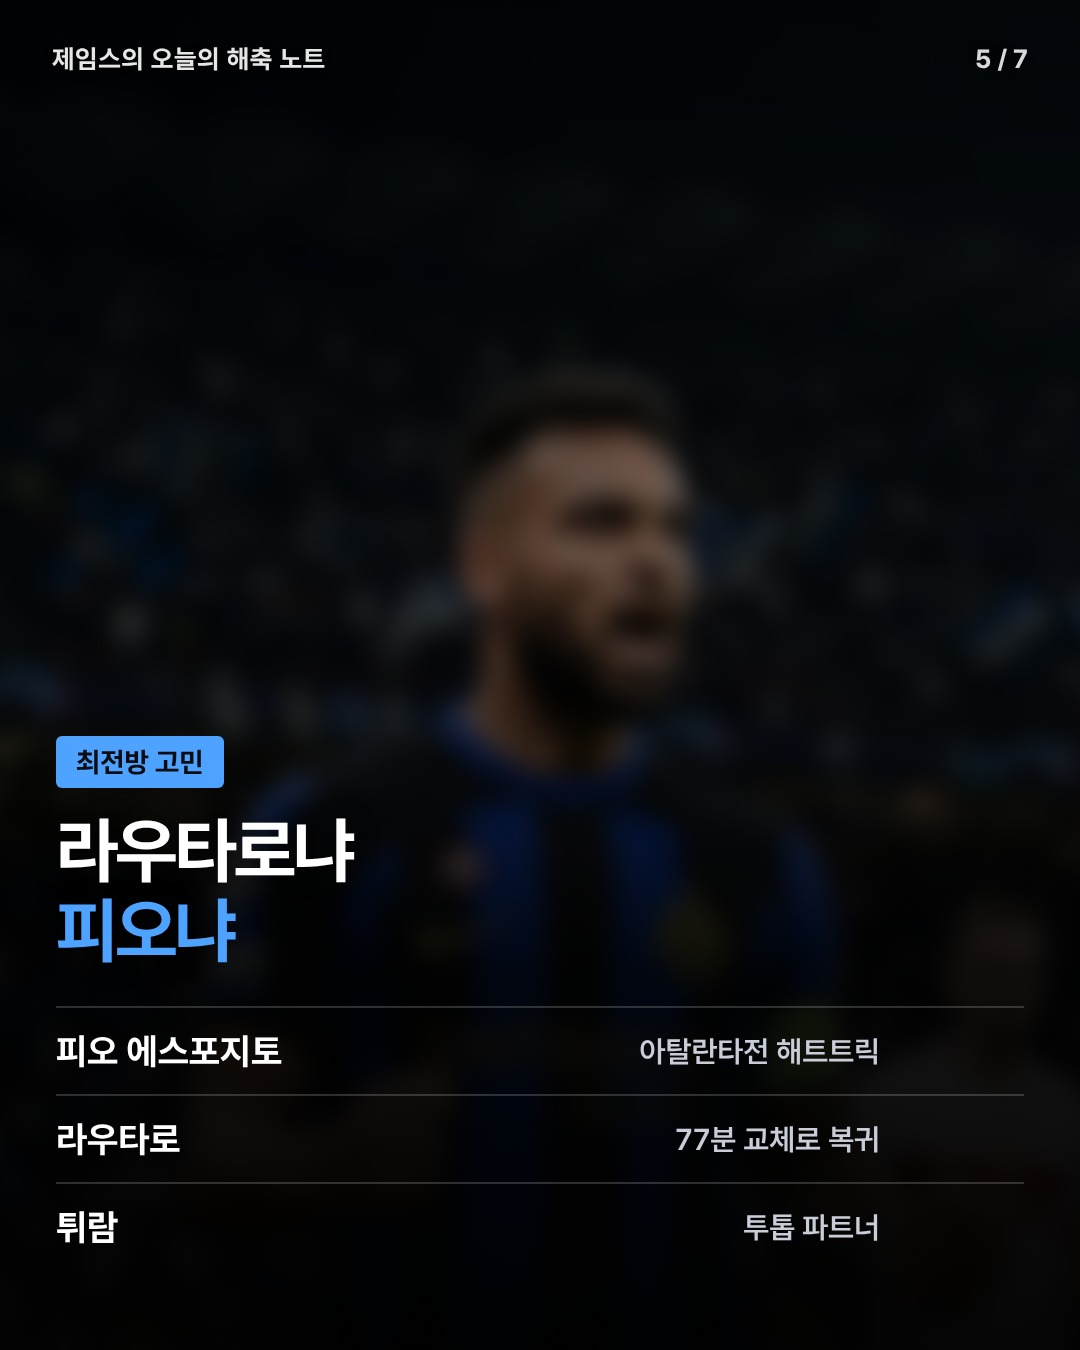 제임스의 오늘의 해축 노트
5 / 7
최전방 고민
라우타로냐
피오냐
피오 에스포지토 아탈란타전 해트트릭
라우타로 77분 교체로 복귀
튀람 투톱 파트너